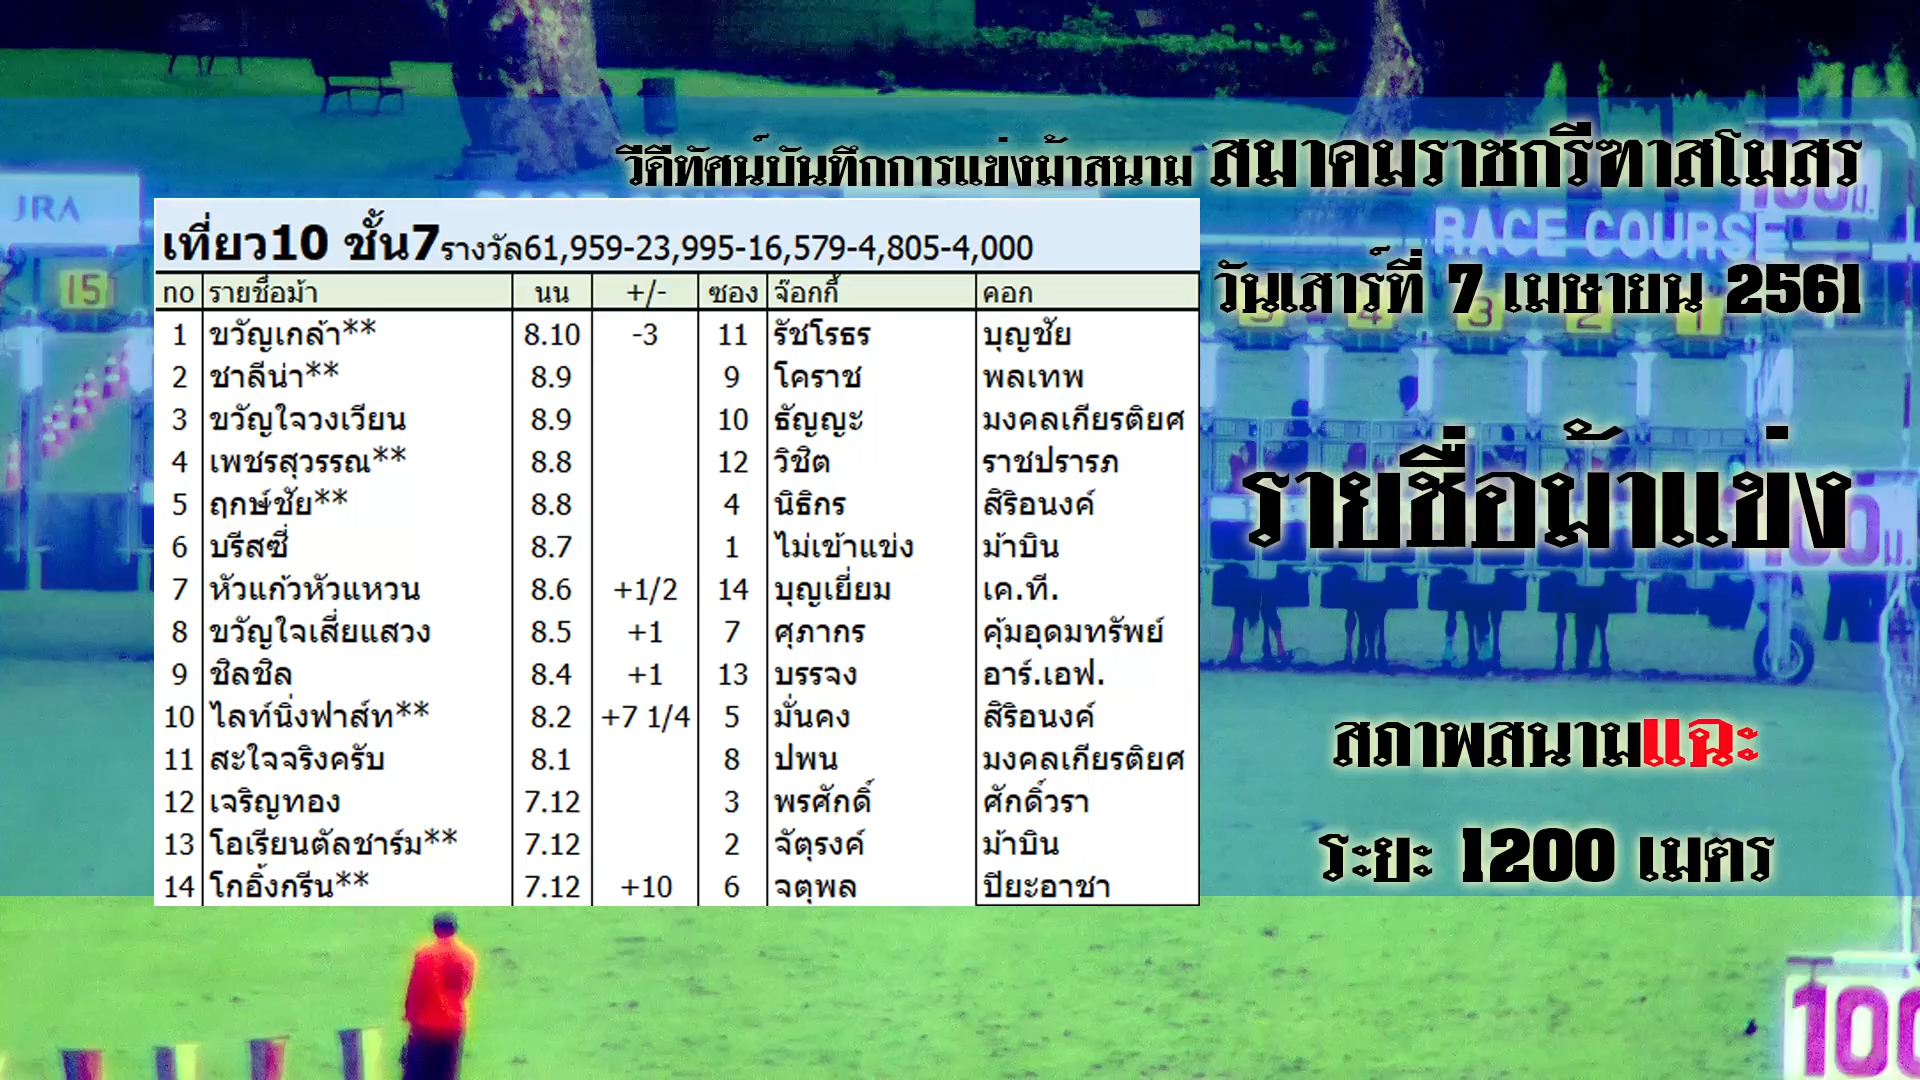 วีดีทัศน์บันทึกการแข่งม้าสนาม สมาคมราชกรีฑาสโมสร
JRA
RACE COURSE
เที่ยว10 ชั้น7รางวัล61,959-23,995-16,579-4,805-4,000
วันเสาร์ที่ 7 เมษายน 2561
15
4 3 2 1
no รายชื่อม้า นน +/- ซอง จ๊อกกี้ คอก
1 ขวัญเกล้า** 8.10 -3 11 รัชโรธร บุญชัย
2 ชาลีน่า** 8.9 9 โคราช พลเทพ
3 ขวัญใจวงเวียน 8.9 10 ธัญญะ มงคลเกียรติยศ
4 เพชรสุวรรณ** 8.8 12 วิชิต ราชปรารภ
5 ฤกษ์ชัย** 8.8 4 นิธิกร สิริอนงค์
6 บรีสซี่ 8.7 1 ไม่เข้าแข่ง ม้าบิน
7 หัวแก้วหัวแหวน 8.6 +1/2 14 บุญเยี่ยม เค.ที.
8 ขวัญใจเสี่ยแสวง 8.5 +1 7 ศุภากร คุ้มอุดมทรัพย์
9 ชิลชิล 8.4 +1 13 บรรจง อาร์.เอฟ.
10 ไลท์นิ่งฟาส์ท** 8.2 +7 1/4 5 มั่นคง สิริอนงค์
11 สะใจจริงครับ 8.1 8 ปพน มงคลเกียรติยศ
12 เจริญทอง 7.12 3 พรศักดิ์ ศักดิ์วรา
13 โอเรียนตัลชาร์ม** 7.12 2 จัตุรงค์ ม้าบิน
14 โกอิ้งกรีน** 7.12 +10 6 จตุพล ปิยะอาชา
รายชื่อม้าแข่ง
100ม.
สภาพสนามแฉะ
ระยะ 1200 เมตร
100